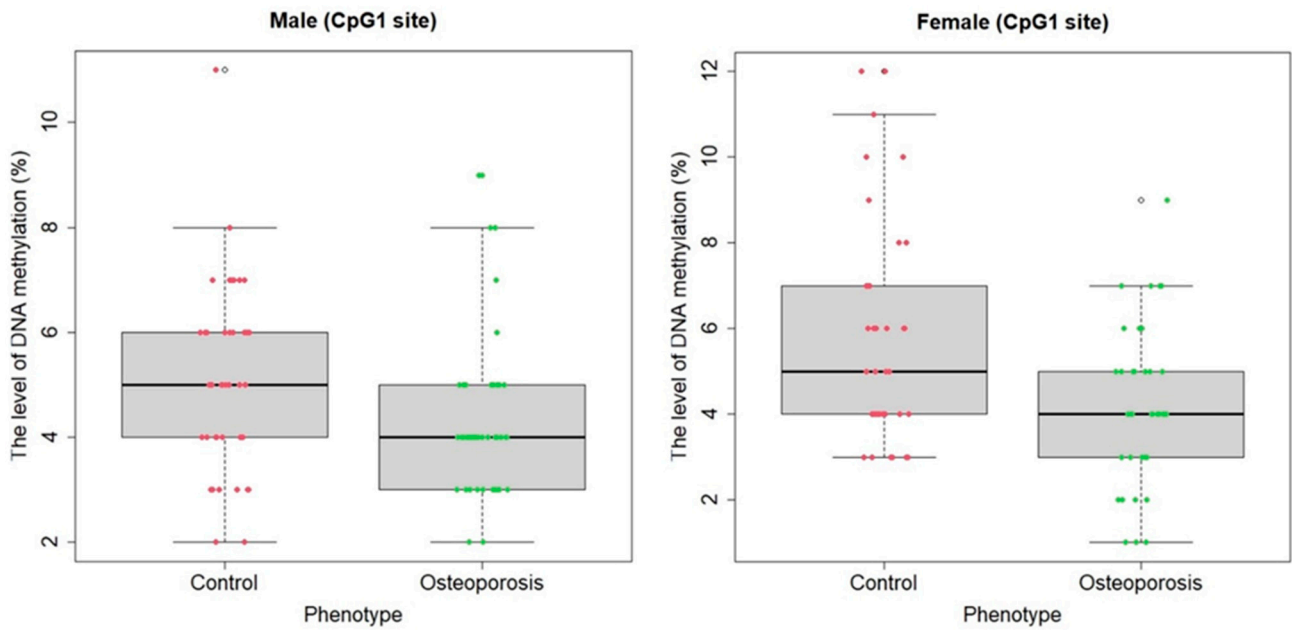 Male (CpG1 site)
The level of DNA methylation (%)
10
8
6
4
2
Control
Osteoporosis
Phenotype
Female (CpG1 site)
The level of DNA methylation (%)
12
10
8
6
4
2
Control
Osteoporosis
Phenotype